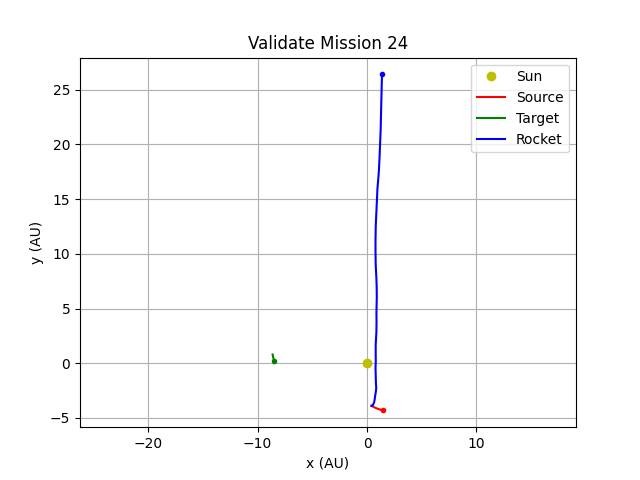 Validate Mission 24
Sun
Source
Target
Rocket
25
20
15
10
5
0
−5
−20
−10
0
10
y (AU)
x (AU)